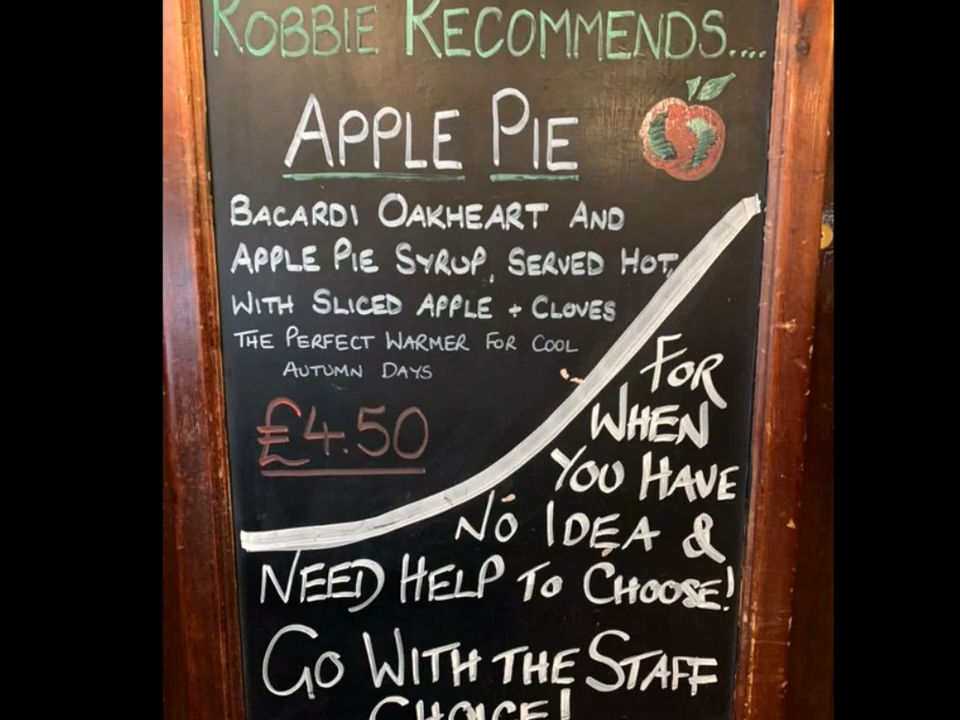 ROBBIE RECOMMENDS....
APPLE PIE
BACARDI OAKHEART AND
APPLE PIE SYRUP, SERVED HOT,
WITH SLICED APPLE + CLOVES
THE PERFECT WARMER FOR COOL
AUTUMN DAYS
£4.50
FOR
WHEN
YOU HAVE
NO IDEA &
NEED HELP TO CHOOSE!
GO WITH THE STAFF
CHOICE!